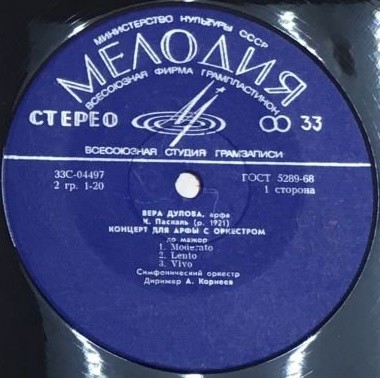 МИНИСТЕРСТВО КУЛЬТУРЫ СССР
МЕЛОДИЯ
ВСЕСОЮЗНАЯ ФИРМА ГРАМПЛАСТИНОК
СТЕРЕО 33
ВСЕСОЮЗНАЯ СТУДИЯ ГРАМЗАПИСИ
33С-04497 ГОСТ 5289-68
2 гр. 1-20 1 сторона
ВЕРА ДУЛОВА, арфа
К. Паскаль (р. 1921)
КОНЦЕРТ ДЛЯ АРФЫ С ОРКЕСТРОМ
до мажор
1. Moderato
2. Lento
3. Vivo
Симфонический оркестр
Дирижер А. Корнеев